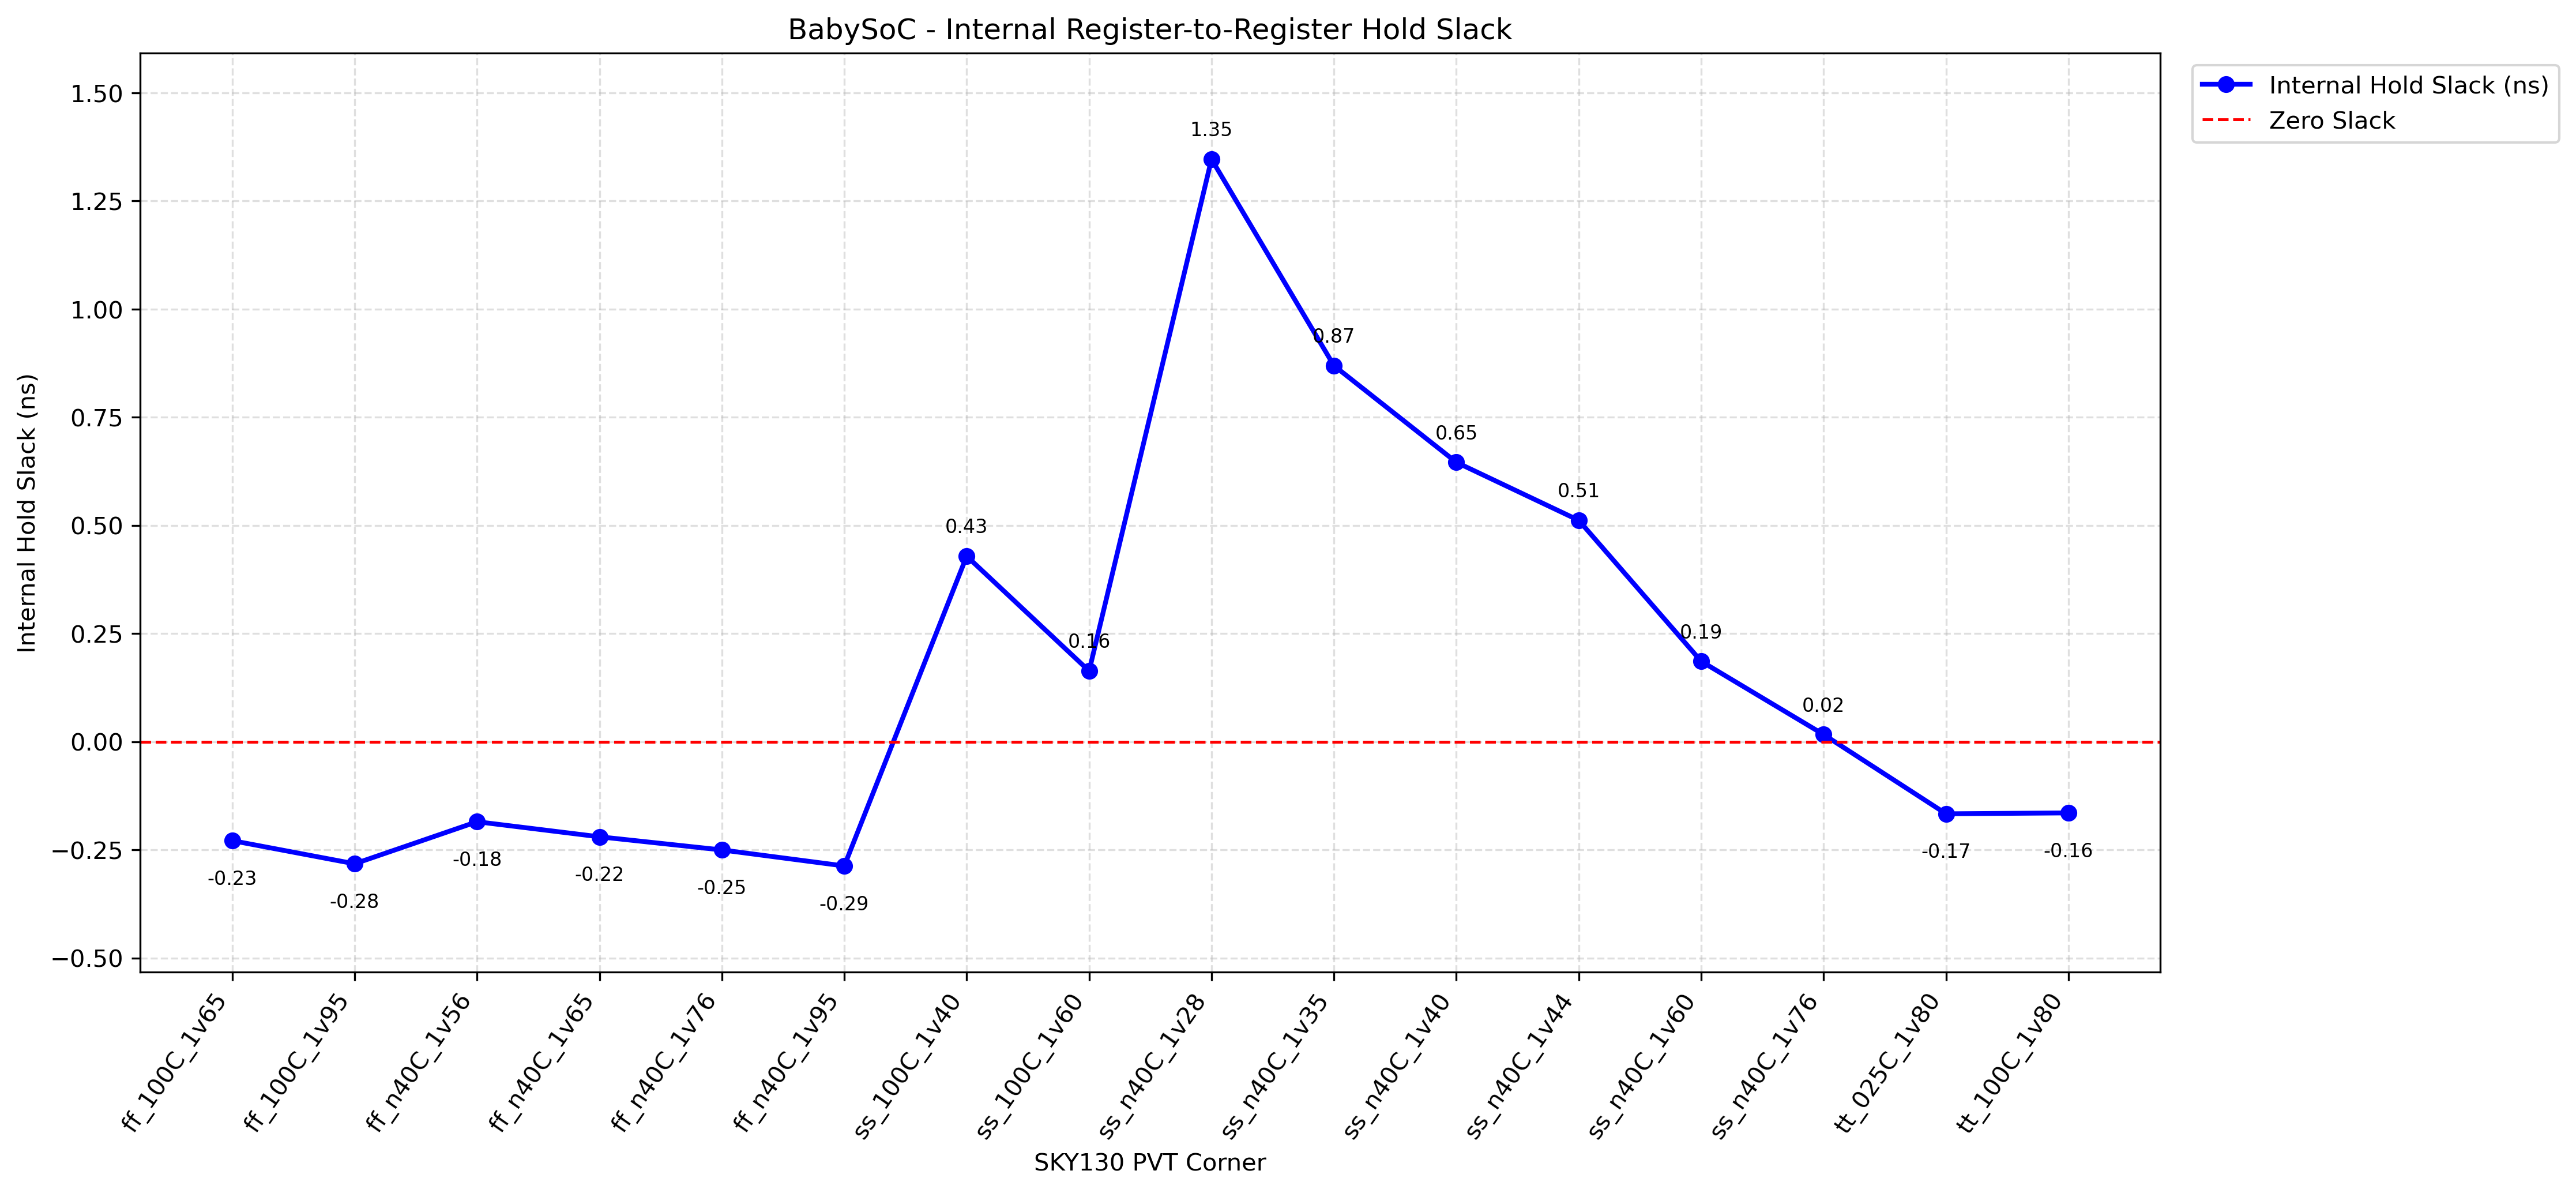 BabySoC - Internal Register-to-Register Hold Slack
Internal Hold Slack (ns)
Zero Slack
Internal Hold Slack (ns)
1.50
1.25
1.00
0.75
0.50
0.25
0.00
−0.25
−0.50
-0.23
-0.28
-0.18
-0.22
-0.25
-0.29
0.43
0.16
1.35
0.87
0.65
0.51
0.19
0.02
-0.17
-0.16
ff_100C_1v65
ff_100C_1v95
ff_n40C_1v56
ff_n40C_1v65
ff_n40C_1v76
ff_n40C_1v95
ss_100C_1v40
ss_100C_1v60
ss_n40C_1v28
ss_n40C_1v35
ss_n40C_1v40
ss_n40C_1v44
ss_n40C_1v60
ss_n40C_1v76
tt_025C_1v80
tt_100C_1v80
SKY130 PVT Corner